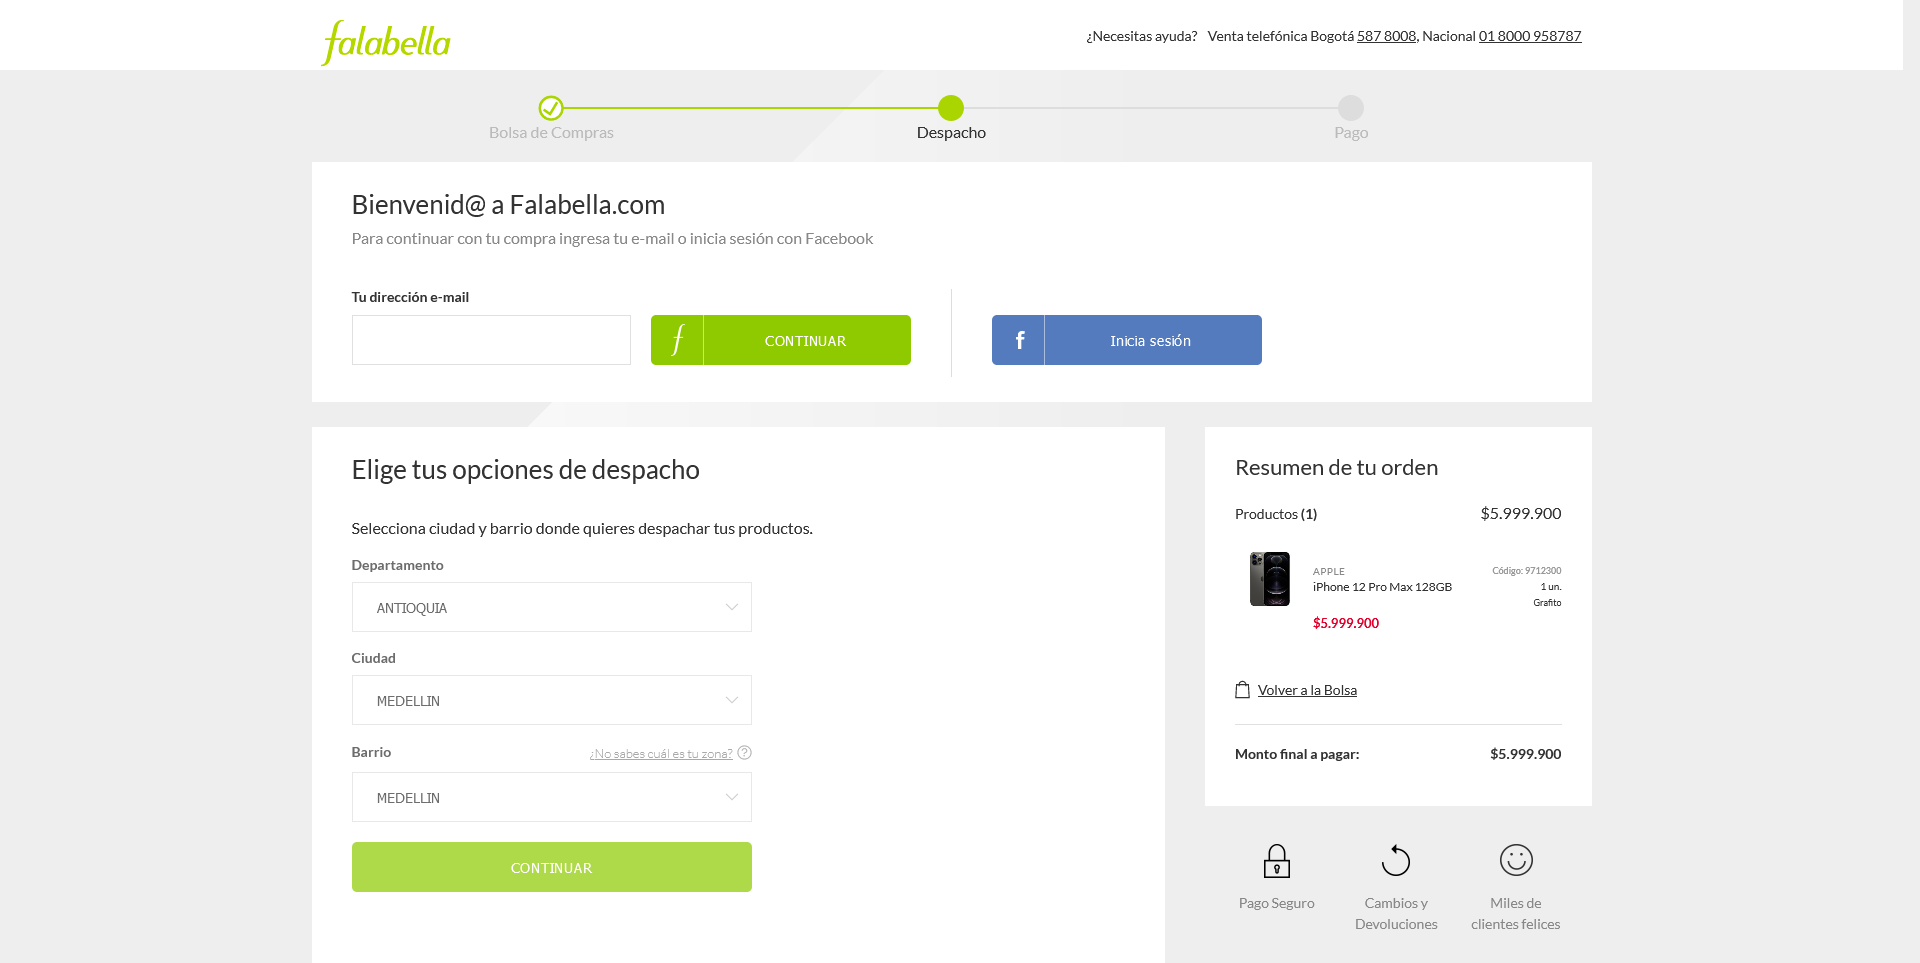 falabella
¿Necesitas ayuda? Venta telefónica Bogotá 587 8008, Nacional 01 8000 958787
Bolsa de Compras
Despacho
Pago
Bienvenid@ a Falabella.com
Para continuar con tu compra ingresa tu e-mail o inicia sesión con Facebook
Tu dirección e-mail
f CONTINUAR
f Inicia sesión
Elige tus opciones de despacho
Selecciona ciudad y barrio donde quieres despachar tus productos.
Departamento
ANTIOQUIA
Ciudad
MEDELLIN
Barrio
¿No sabes cuál es tu zona? ?
MEDELLIN
CONTINUAR
Resumen de tu orden
Productos (1) $5.999.900
APPLE
iPhone 12 Pro Max 128GB
$5.999.900
Código: 9712300
1 un.
Grafito
Volver a la Bolsa
Monto final a pagar: $5.999.900
Pago Seguro
Cambios y
Devoluciones
Miles de
clientes felices